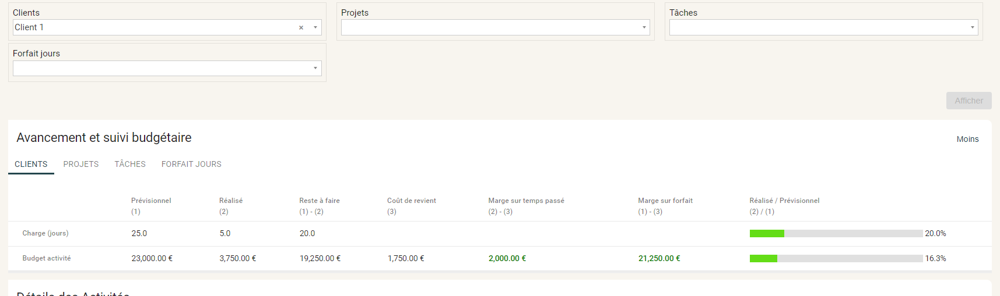 Clients
Projets
Tâches
Client 1 ×
Forfait jours
Afficher
Avancement et suivi budgétaire
Moins
CLIENTS PROJETS TÂCHES FORFAIT JOURS
Prévisionnel Réalisé Reste à faire Coût de revient Marge sur temps passé Marge sur forfait Réalisé / Prévisionnel
(1) (2) (1) - (2) (3) (2) - (3) (1) - (3) (2) / (1)
Charge (jours) 25.0 5.0 20.0 20.0%
Budget activité 23,000.00 € 3,750.00 € 19,250.00 € 1,750.00 € 2,000.00 € 21,250.00 € 16.3%
Détails des Activités